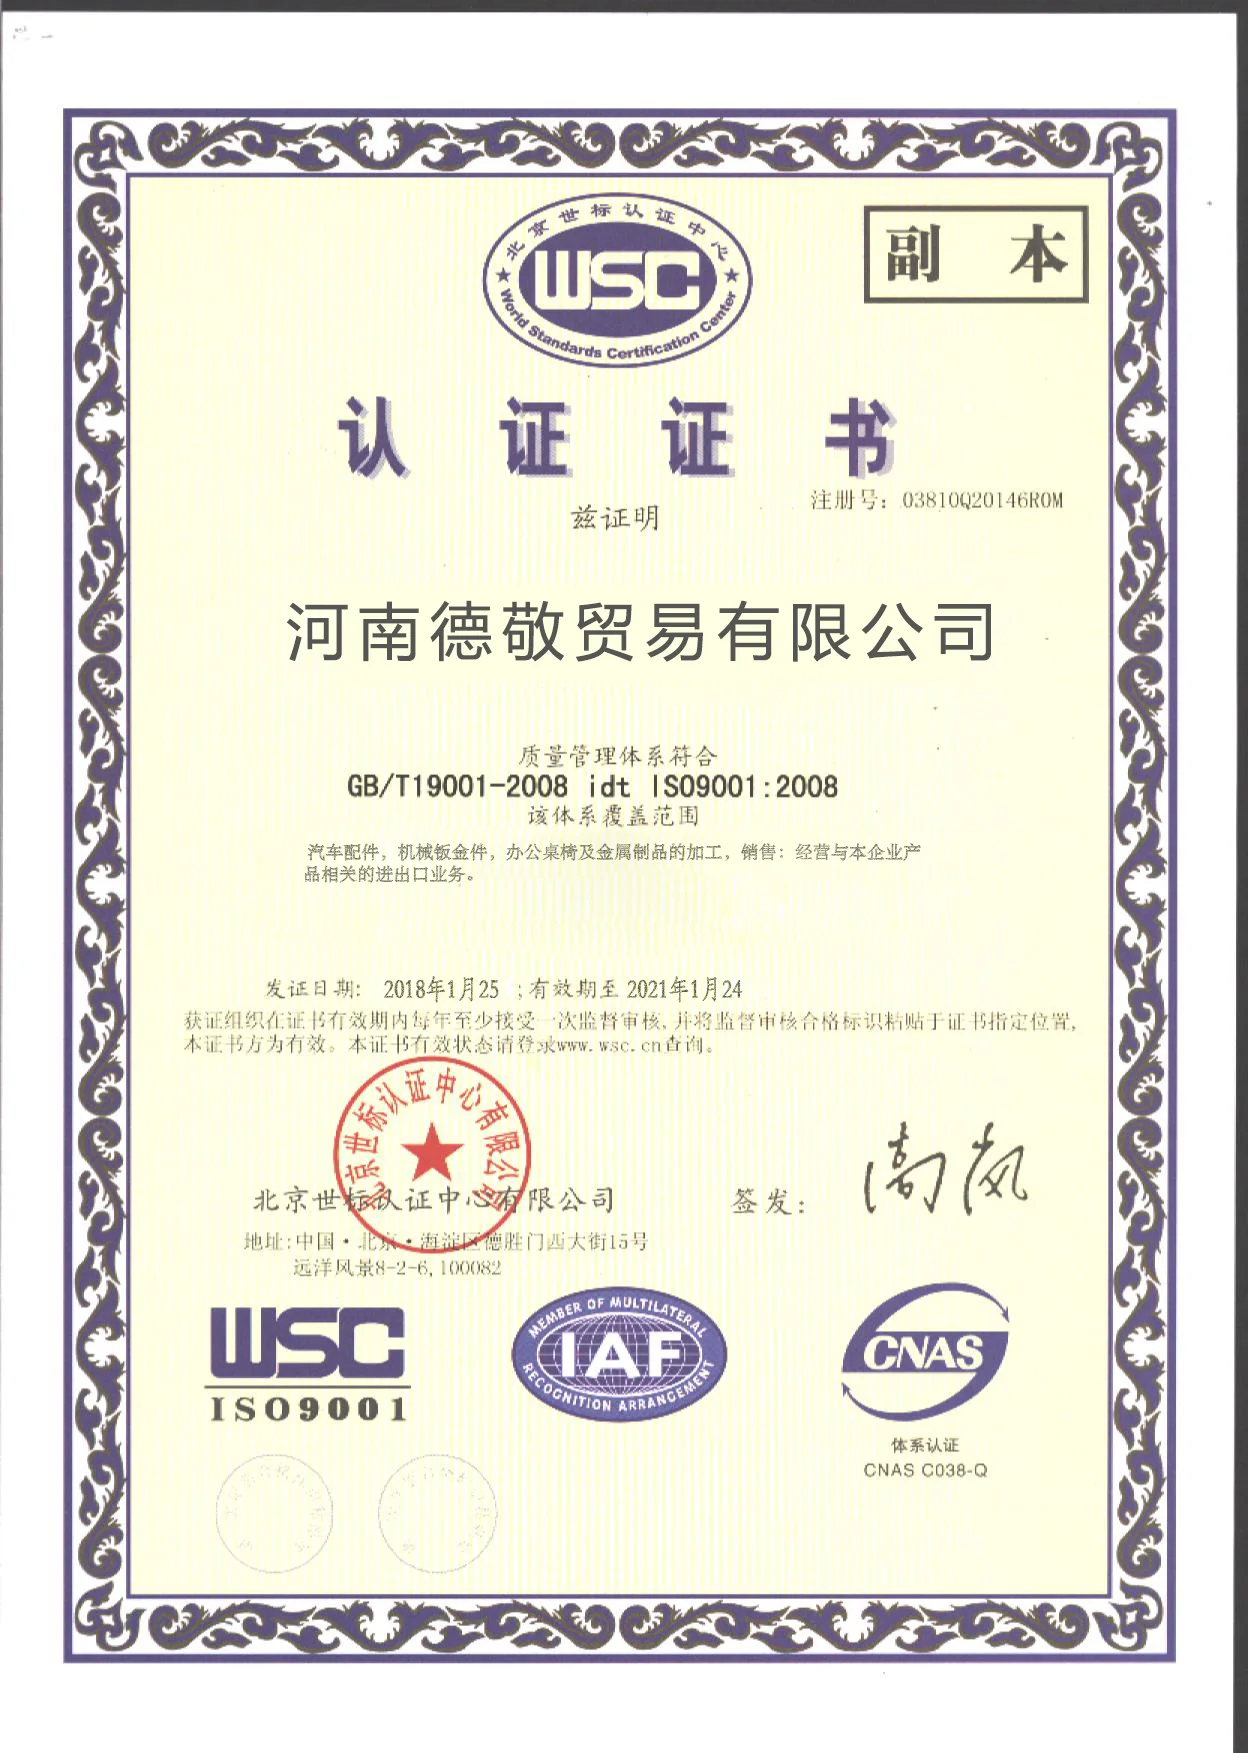 北京世标认证中心
WSC
World Standards Certification Center
副 本
认 证 证 书
注册号：03810Q20146R0M
兹证明
河南德敬贸易有限公司
质量管理体系符合
GB/T19001-2008 idt ISO9001:2008
该体系覆盖范围
汽车配件，机械钣金件，办公桌椅及金属制品的加工，销售：经营与本企业产
品相关的进出口业务。
发证日期： 2018年1月25 ;有效期至 2021年1月24
获证组织在证书有效期内每年至少接受一次监督审核,并将监督审核合格标识粘贴于证书指定位置,
本证书方为有效。本证书有效状态请登录www.wsc.cn查询。
北京世标认证中心有限公司
北京世标认证中心有限公司
签发：
高岚
地址:中国·北京·海淀区德胜门西大街15号
远洋风景8-2-6,100082
WSC
ISO9001
MEMBER OF MULTILATERAL
IAF
RECOGNITION ARRANGEMENT
CNAS
体系认证
CNAS C038-Q